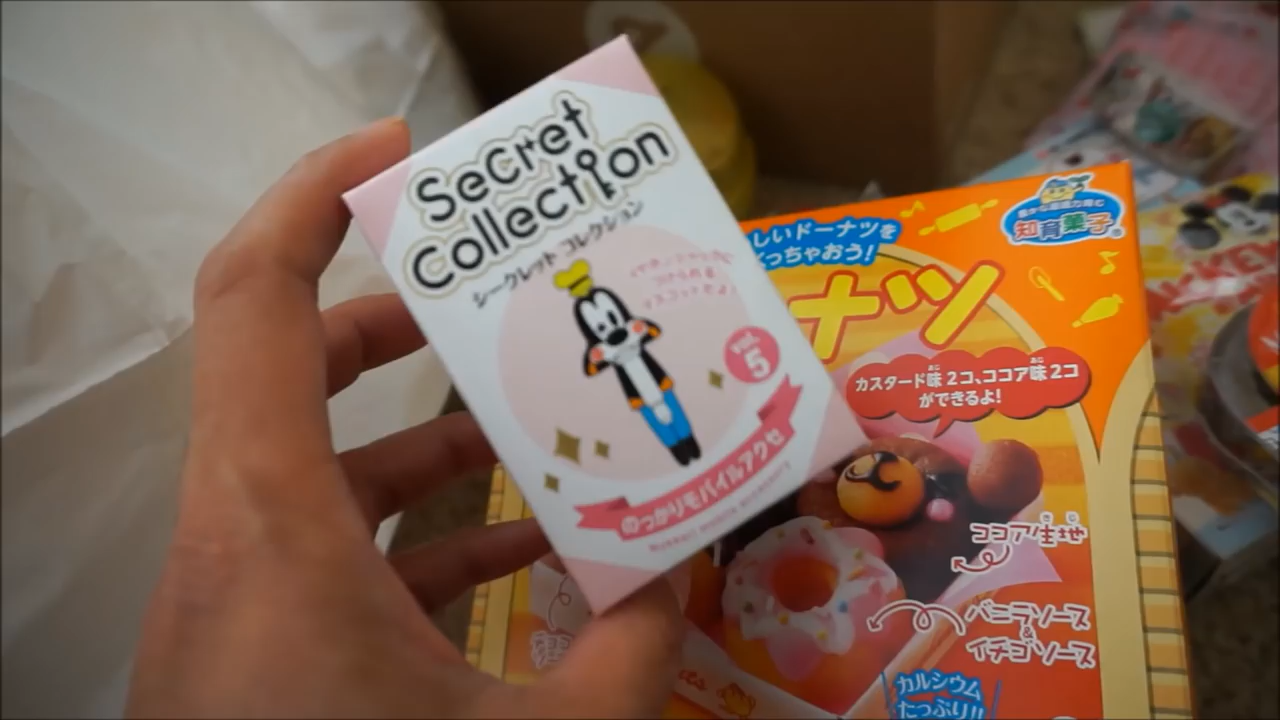 Secret
Collection
シークレット コレクション
vol.
5
のっかりモバイルアクセ
しいドーナツを
くっちゃおう!
ナツ
知育菓子
カスタード味2コ、ココア味2コ
ができるよ!
ココア生地
バニラソース
&
イチゴソース
カルシウム
たっぷり!!